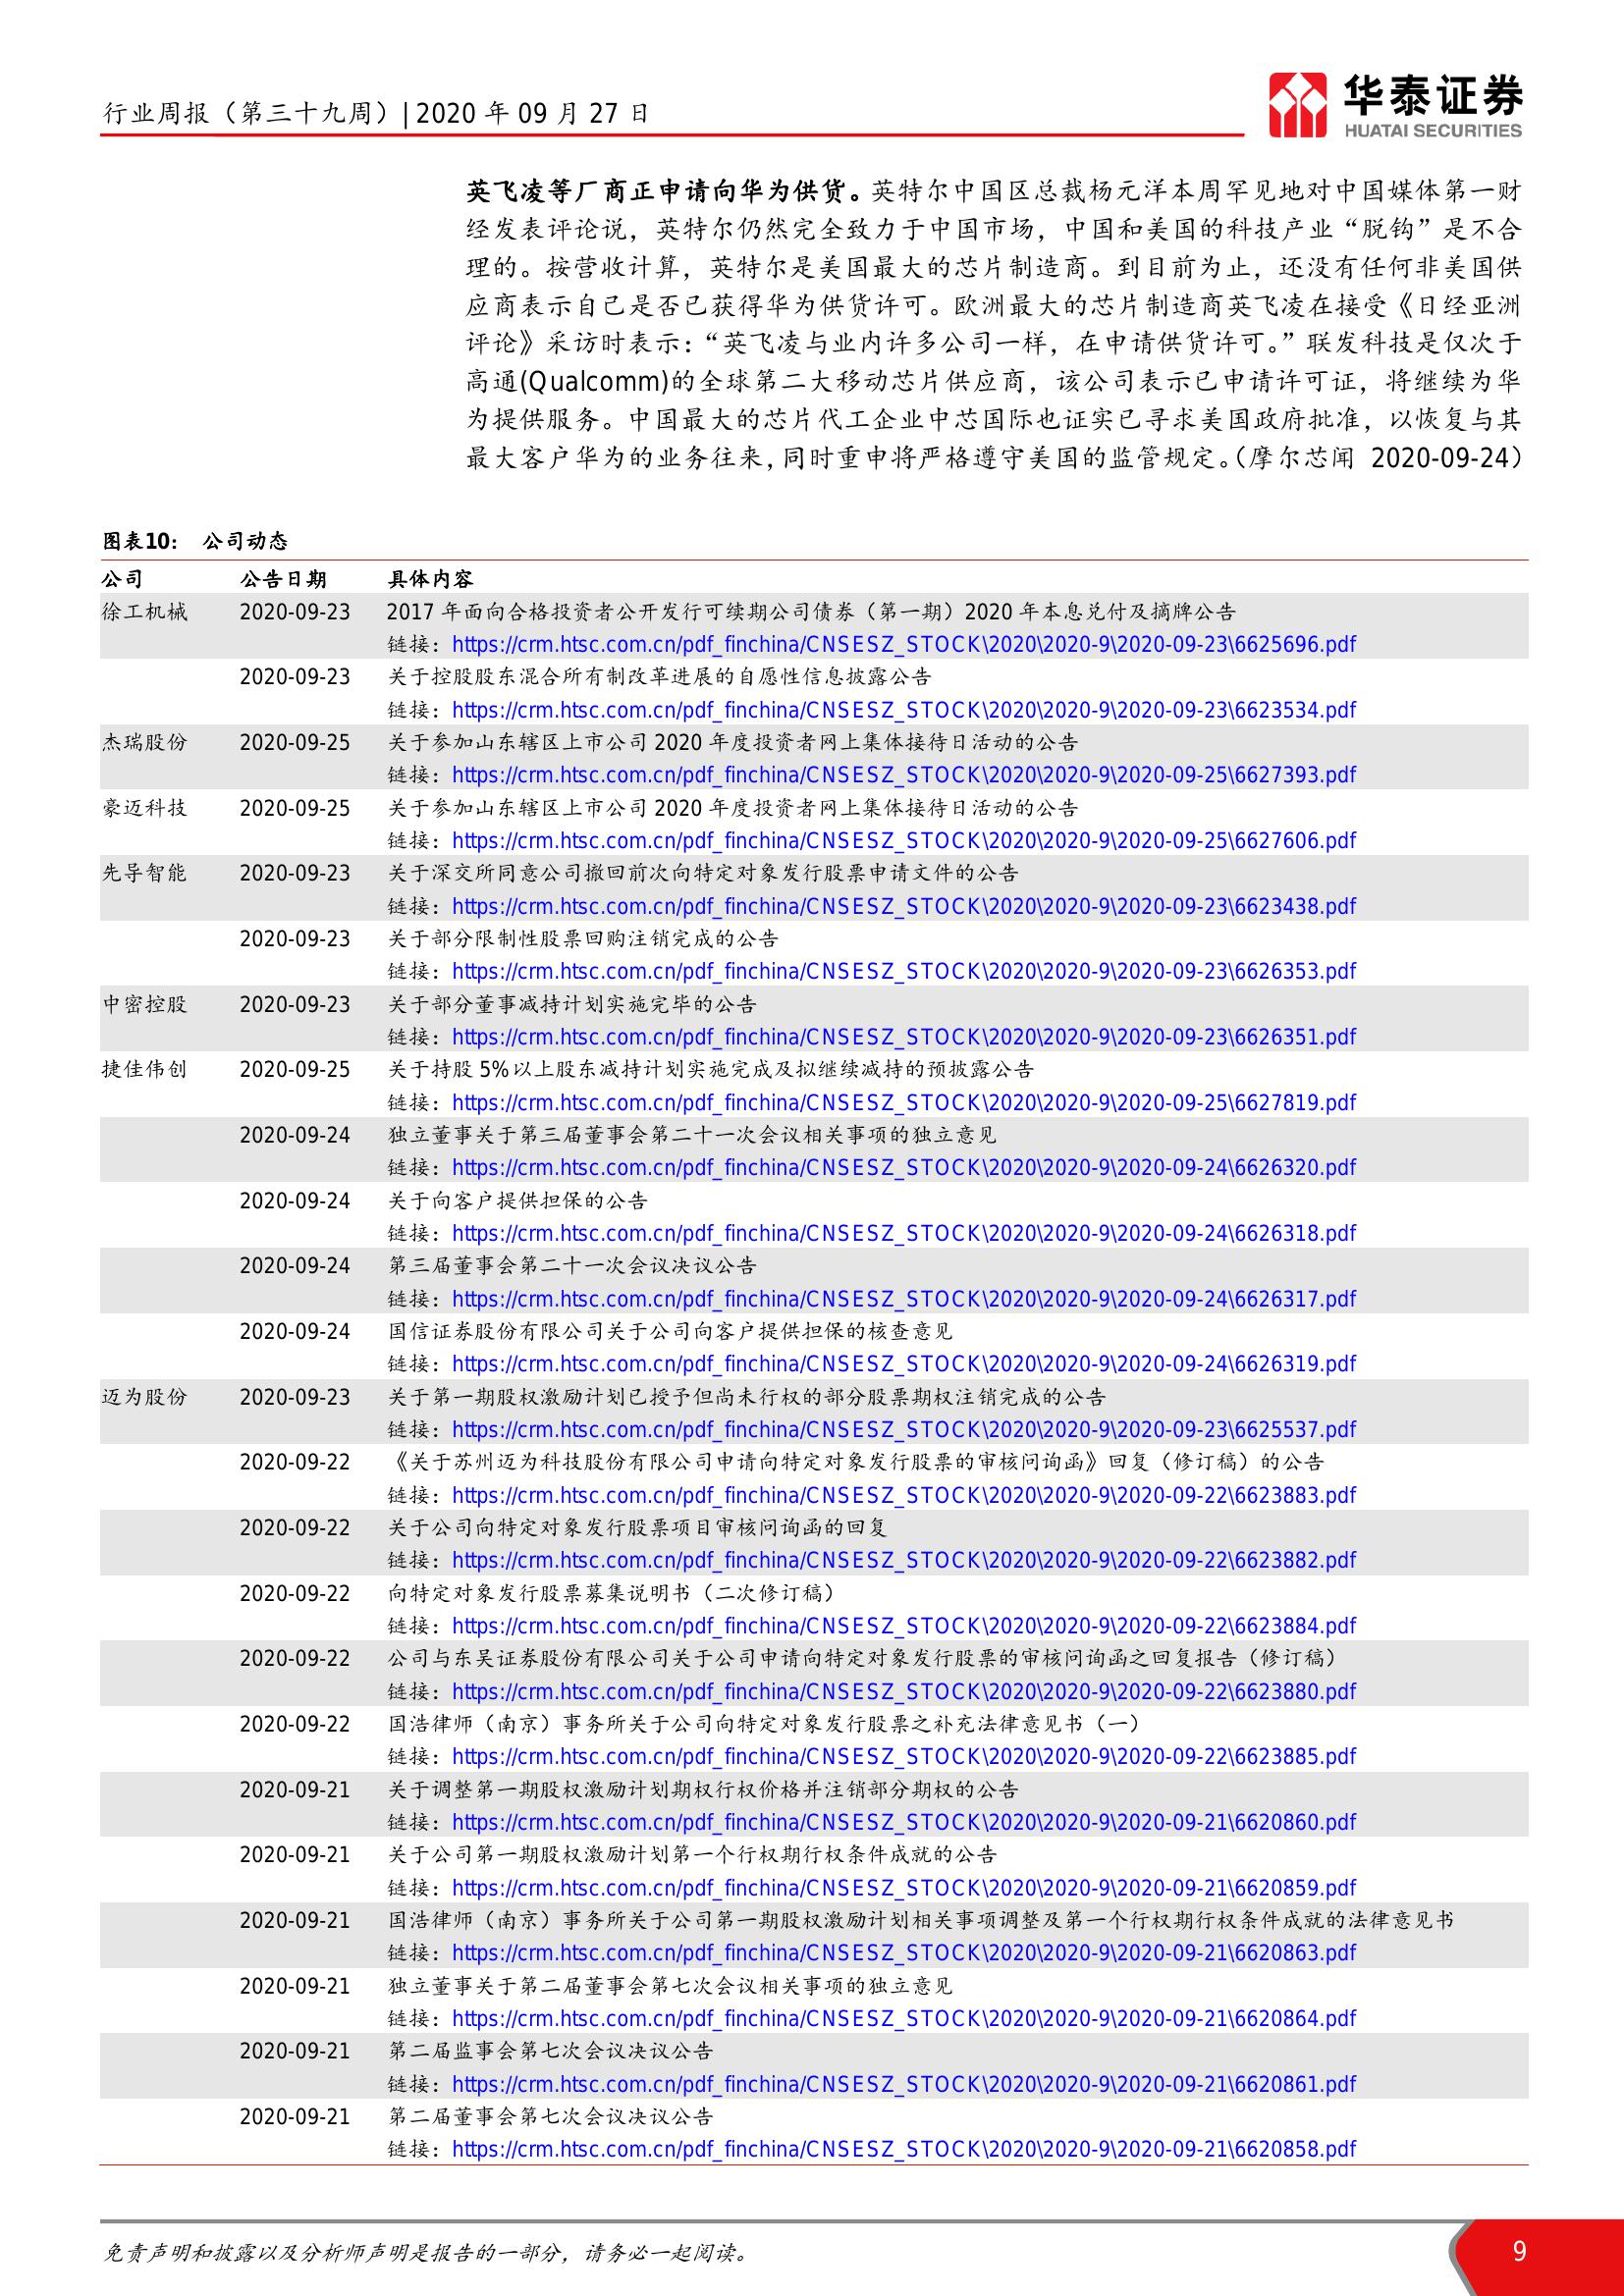 行业周报（第三十九周）| 2020 年 09 月 27 日
华泰证券
HUATAI SECURITIES
英飞凌等厂商正申请向华为供货。英特尔中国区总裁杨元洋本周罕见地对中国媒体第一财
经发表评论说，英特尔仍然完全致力于中国市场，中国和美国的科技产业“脱钩”是不合
理的。按营收计算，英特尔是美国最大的芯片制造商。到目前为止，还没有任何非美国供
应商表示自己是否已获得华为供货许可。欧洲最大的芯片制造商英飞凌在接受《日经亚洲
评论》采访时表示：“英飞凌与业内许多公司一样，在申请供货许可。”联发科技是仅次于
高通(Qualcomm)的全球第二大移动芯片供应商，该公司表示已申请许可证，将继续为华
为提供服务。中国最大的芯片代工企业中芯国际也证实已寻求美国政府批准，以恢复与其
最大客户华为的业务往来，同时重申将严格遵守美国的监管规定。（摩尔芯闻 2020-09-24）
图表10： 公司动态
公司 公告日期 具体内容
徐工机械 2020-09-23 2017 年面向合格投资者公开发行可续期公司债券（第一期）2020 年本息兑付及摘牌公告
链接：https://crm.htsc.com.cn/pdf_finchina/CNSESZ_STOCK\2020\2020-9\2020-09-23\6625696.pdf
2020-09-23 关于控股股东混合所有制改革进展的自愿性信息披露公告
链接：https://crm.htsc.com.cn/pdf_finchina/CNSESZ_STOCK\2020\2020-9\2020-09-23\6623534.pdf
杰瑞股份 2020-09-25 关于参加山东辖区上市公司 2020 年度投资者网上集体接待日活动的公告
链接：https://crm.htsc.com.cn/pdf_finchina/CNSESZ_STOCK\2020\2020-9\2020-09-25\6627393.pdf
豪迈科技 2020-09-25 关于参加山东辖区上市公司 2020 年度投资者网上集体接待日活动的公告
链接：https://crm.htsc.com.cn/pdf_finchina/CNSESZ_STOCK\2020\2020-9\2020-09-25\6627606.pdf
先导智能 2020-09-23 关于深交所同意公司撤回前次向特定对象发行股票申请文件的公告
链接：https://crm.htsc.com.cn/pdf_finchina/CNSESZ_STOCK\2020\2020-9\2020-09-23\6623438.pdf
2020-09-23 关于部分限制性股票回购注销完成的公告
链接：https://crm.htsc.com.cn/pdf_finchina/CNSESZ_STOCK\2020\2020-9\2020-09-23\6626353.pdf
中密控股 2020-09-23 关于部分董事减持计划实施完毕的公告
链接：https://crm.htsc.com.cn/pdf_finchina/CNSESZ_STOCK\2020\2020-9\2020-09-23\6626351.pdf
捷佳伟创 2020-09-25 关于持股 5%以上股东减持计划实施完成及拟继续减持的预披露公告
链接：https://crm.htsc.com.cn/pdf_finchina/CNSESZ_STOCK\2020\2020-9\2020-09-25\6627819.pdf
2020-09-24 独立董事关于第三届董事会第二十一次会议相关事项的独立意见
链接：https://crm.htsc.com.cn/pdf_finchina/CNSESZ_STOCK\2020\2020-9\2020-09-24\6626320.pdf
2020-09-24 关于向客户提供担保的公告
链接：https://crm.htsc.com.cn/pdf_finchina/CNSESZ_STOCK\2020\2020-9\2020-09-24\6626318.pdf
2020-09-24 第三届董事会第二十一次会议决议公告
链接：https://crm.htsc.com.cn/pdf_finchina/CNSESZ_STOCK\2020\2020-9\2020-09-24\6626317.pdf
2020-09-24 国信证券股份有限公司关于公司向客户提供担保的核查意见
链接：https://crm.htsc.com.cn/pdf_finchina/CNSESZ_STOCK\2020\2020-9\2020-09-24\6626319.pdf
迈为股份 2020-09-23 关于第一期股权激励计划已授予但尚未行权的部分股票期权注销完成的公告
链接：https://crm.htsc.com.cn/pdf_finchina/CNSESZ_STOCK\2020\2020-9\2020-09-23\6625537.pdf
2020-09-22 《关于苏州迈为科技股份有限公司申请向特定对象发行股票的审核问询函》回复（修订稿）的公告
链接：https://crm.htsc.com.cn/pdf_finchina/CNSESZ_STOCK\2020\2020-9\2020-09-22\6623883.pdf
2020-09-22 关于公司向特定对象发行股票项目审核问询函的回复
链接：https://crm.htsc.com.cn/pdf_finchina/CNSESZ_STOCK\2020\2020-9\2020-09-22\6623882.pdf
2020-09-22 向特定对象发行股票募集说明书（二次修订稿）
链接：https://crm.htsc.com.cn/pdf_finchina/CNSESZ_STOCK\2020\2020-9\2020-09-22\6623884.pdf
2020-09-22 公司与东吴证券股份有限公司关于公司申请向特定对象发行股票的审核问询函之回复报告（修订稿）
链接：https://crm.htsc.com.cn/pdf_finchina/CNSESZ_STOCK\2020\2020-9\2020-09-22\6623880.pdf
2020-09-22 国浩律师（南京）事务所关于公司向特定对象发行股票之补充法律意见书（一）
链接：https://crm.htsc.com.cn/pdf_finchina/CNSESZ_STOCK\2020\2020-9\2020-09-22\6623885.pdf
2020-09-21 关于调整第一期股权激励计划期权行权价格并注销部分期权的公告
链接：https://crm.htsc.com.cn/pdf_finchina/CNSESZ_STOCK\2020\2020-9\2020-09-21\6620860.pdf
2020-09-21 关于公司第一期股权激励计划第一个行权期行权条件成就的公告
链接：https://crm.htsc.com.cn/pdf_finchina/CNSESZ_STOCK\2020\2020-9\2020-09-21\6620859.pdf
2020-09-21 国浩律师（南京）事务所关于公司第一期股权激励计划相关事项调整及第一个行权期行权条件成就的法律意见书
链接：https://crm.htsc.com.cn/pdf_finchina/CNSESZ_STOCK\2020\2020-9\2020-09-21\6620863.pdf
2020-09-21 独立董事关于第二届董事会第七次会议相关事项的独立意见
链接：https://crm.htsc.com.cn/pdf_finchina/CNSESZ_STOCK\2020\2020-9\2020-09-21\6620864.pdf
2020-09-21 第二届监事会第七次会议决议公告
链接：https://crm.htsc.com.cn/pdf_finchina/CNSESZ_STOCK\2020\2020-9\2020-09-21\6620861.pdf
2020-09-21 第二届董事会第七次会议决议公告
链接：https://crm.htsc.com.cn/pdf_finchina/CNSESZ_STOCK\2020\2020-9\2020-09-21\6620858.pdf
免责声明和披露以及分析师声明是报告的一部分，请务必一起阅读。
9